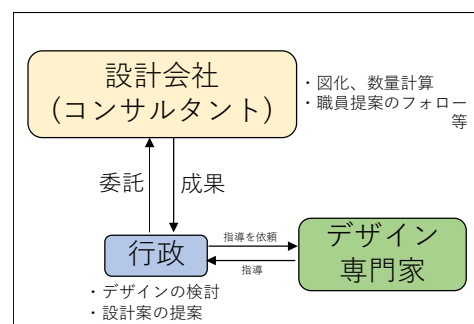 設計会社
(コンサルタント)
・図化、数量計算
・職員提案のフォロー
等
委託
成果
行政
指導を依頼
指導
デザイン
専門家
・デザインの検討
・設計案の提案